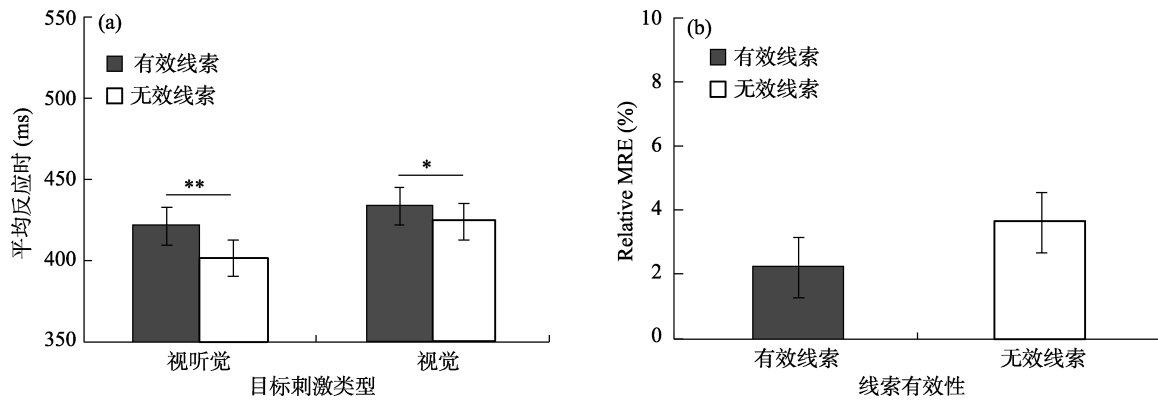 (a)
550
500
450
400
350
平均反应时 (ms)
有效线索
无效线索
**
*
视听觉
视觉
目标刺激类型
(b)
10
8
6
4
2
0
Relative MRE (%)
有效线索
无效线索
有效线索
无效线索
线索有效性